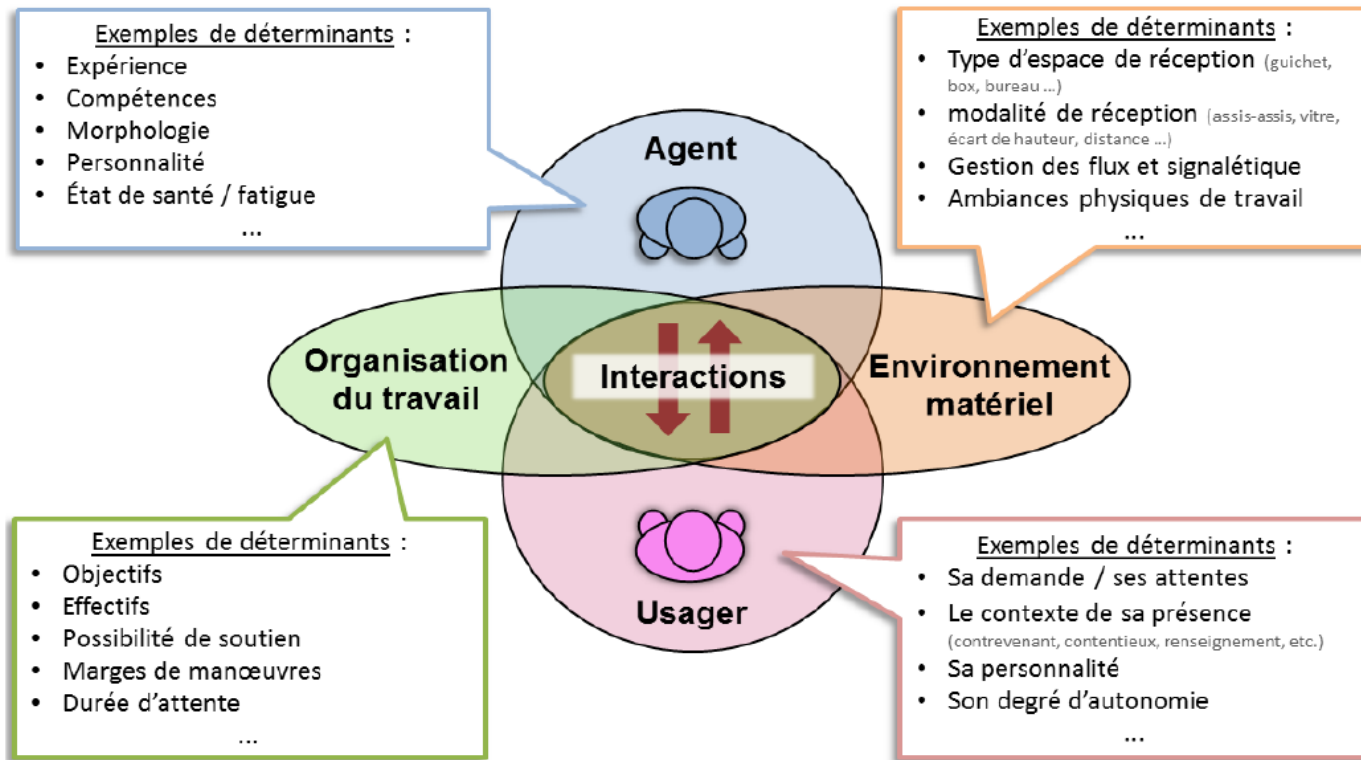 Exemples de déterminants :
• Expérience
• Compétences
• Morphologie
• Personnalité
• État de santé / fatigue
...
Exemples de déterminants :
• Type d'espace de réception (guichet,
box, bureau ...)
• modalité de réception (assis-assis, vitre,
écart de hauteur, distance ...)
• Gestion des flux et signalétique
• Ambiances physiques de travail
...
Agent
Organisation
du travail
Interactions
Environnement
matériel
Usager
Exemples de déterminants :
• Objectifs
• Effectifs
• Possibilité de soutien
• Marges de manœuvres
• Durée d'attente
...
Exemples de déterminants :
• Sa demande / ses attentes
• Le contexte de sa présence
(contrevenant, contentieux, renseignement, etc.)
• Sa personnalité
• Son degré d'autonomie
...